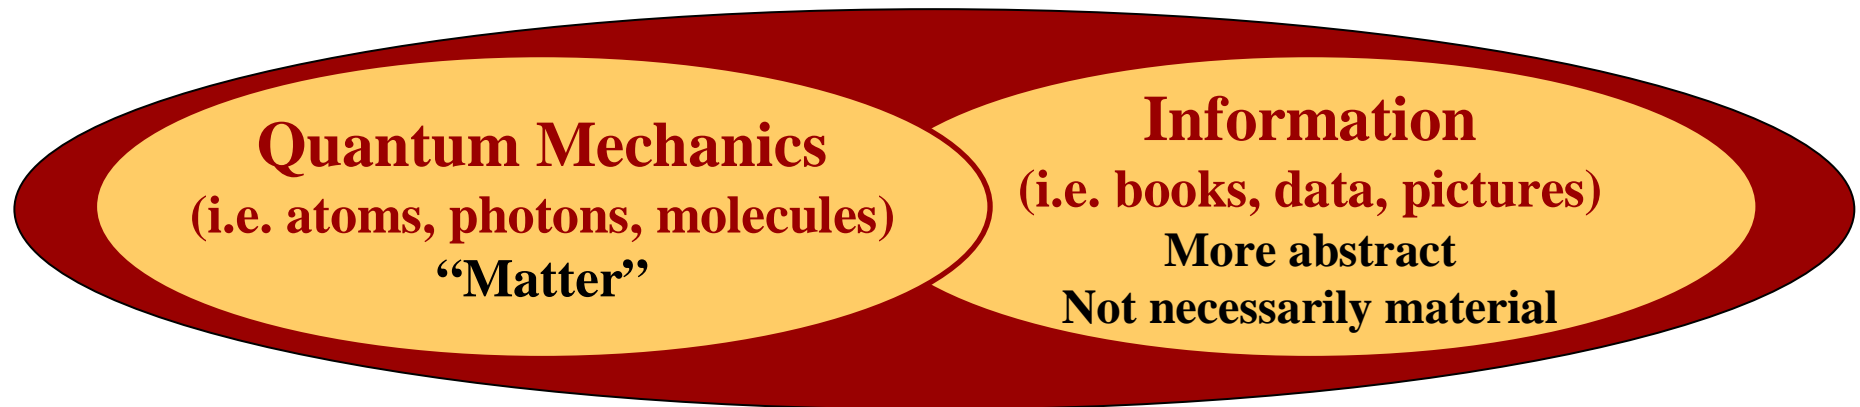 Quantum Mechanics
(i.e. atoms, photons, molecules)
“Matter”
Information
(i.e. books, data, pictures)
More abstract
Not necessarily material